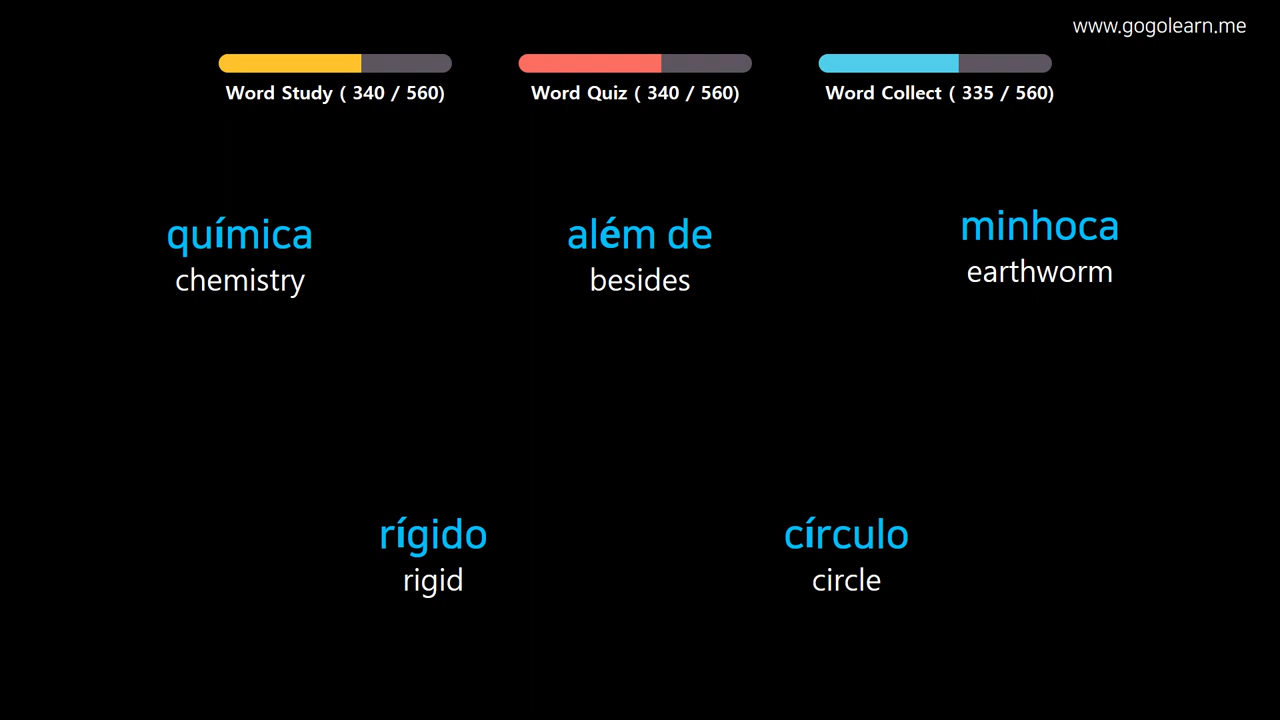 www.gogolearn.me
Word Study ( 340 / 560)
Word Quiz ( 340 / 560)
Word Collect ( 335 / 560)
química
chemistry
além de
besides
minhoca
earthworm
rígido
rigid
círculo
circle